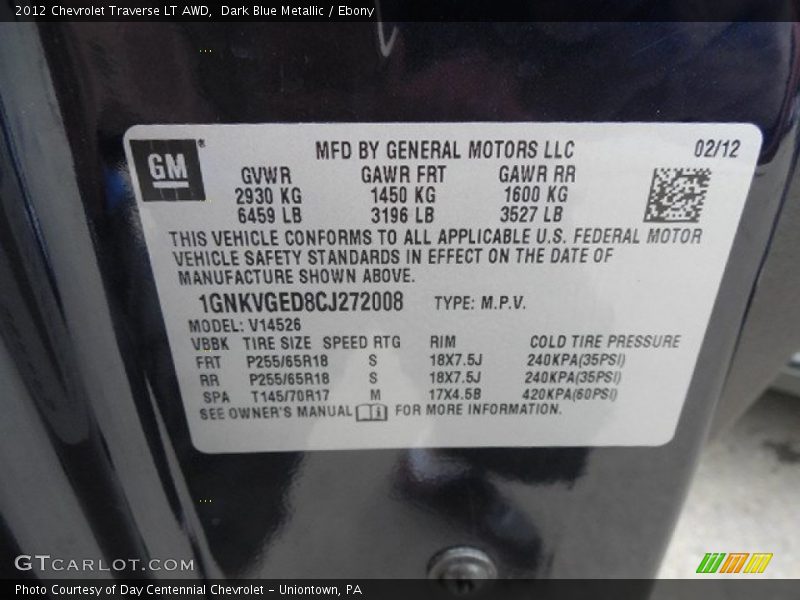 2012 Chevrolet Traverse LT AWD,  Dark Blue Metallic / Ebony
GM
MFD BY GENERAL MOTORS LLC 02/12
GVWR GAWR FRT GAWR RR
2930 KG 1450 KG 1600 KG
6459 LB 3196 LB 3527 LB
THIS VEHICLE CONFORMS TO ALL APPLICABLE U.S. FEDERAL MOTOR
VEHICLE SAFETY STANDARDS IN EFFECT ON THE DATE OF
MANUFACTURE SHOWN ABOVE.
1GNKVGED8CJ272008 TYPE: M.P.V.
MODEL: V14526
VBBK TIRE SIZE SPEED RTG RIM COLD TIRE PRESSURE
FRT P255/65R18 S 18X7.5J 240KPA(35PSI)
RR P255/65R18 S 18X7.5J 240KPA(35PSI)
SPA T145/70R17 M 17X4.5B 420KPA(60PSI)
SEE OWNER'S MANUAL FOR MORE INFORMATION.
GTCARLOT.COM
Photo Courtesy of Day Centennial Chevrolet - Uniontown, PA